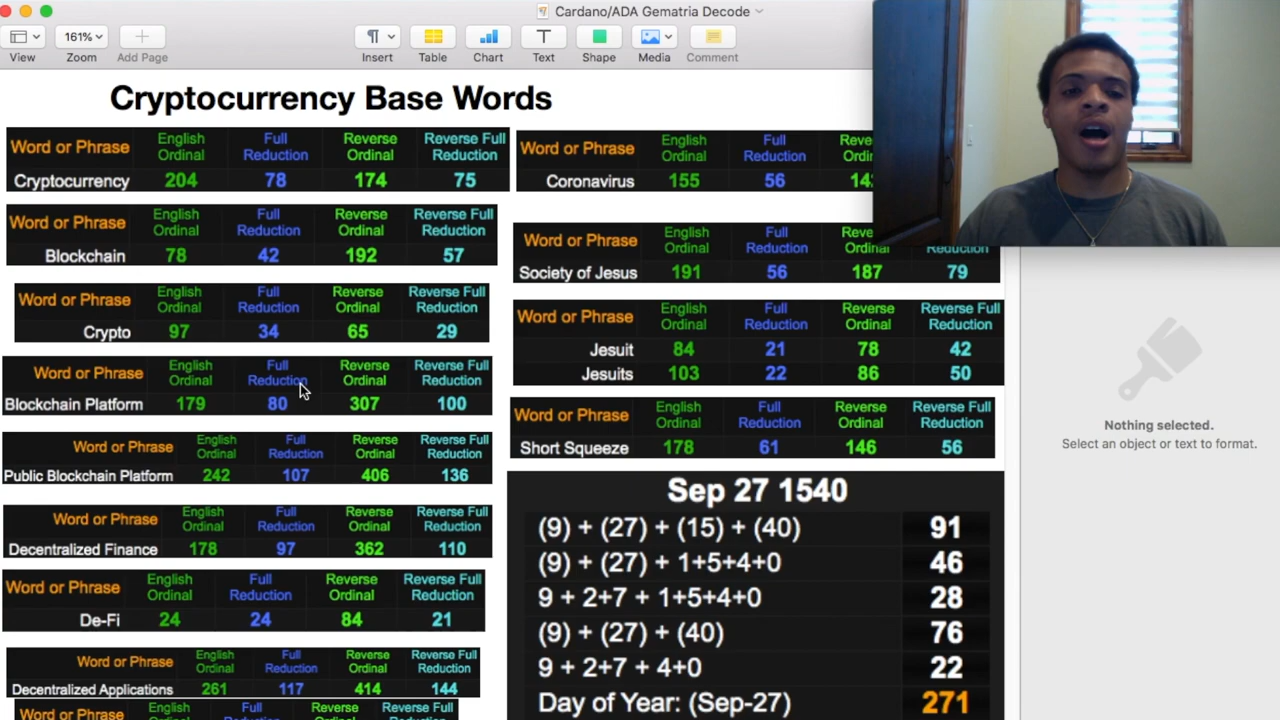 Cardano/ADA Gematria Decode
161%
View
Zoom
Add Page
Insert
Table
Chart
Text
Shape
Media
Comment
Cryptocurrency Base Words
Word or Phrase English Ordinal Full Reduction Reverse Ordinal Reverse Full Reduction
Cryptocurrency 204 78 174 75
Word or Phrase English Ordinal Full Reduction Reverse Ordinal Reverse Full Reduction
Blockchain 78 42 192 57
Word or Phrase English Ordinal Full Reduction Reverse Ordinal Reverse Full Reduction
Crypto 97 34 65 29
Word or Phrase English Ordinal Full Reduction Reverse Ordinal Reverse Full Reduction
Blockchain Platform 179 80 307 100
Word or Phrase English Ordinal Full Reduction Reverse Ordinal Reverse Full Reduction
Public Blockchain Platform 242 107 406 136
Word or Phrase English Ordinal Full Reduction Reverse Ordinal Reverse Full Reduction
Decentralized Finance 178 97 362 110
Word or Phrase English Ordinal Full Reduction Reverse Ordinal Reverse Full Reduction
De-Fi 24 24 84 21
Word or Phrase English Ordinal Full Reduction Reverse Ordinal Reverse Full Reduction
Decentralized Applications 261 117 414 144
Word or Phrase English Full Reverse Reverse Full
Word or Phrase English Ordinal Full Reduction
Coronavirus 155 56
Word or Phrase English Ordinal Full Reduction Reduction
Society of Jesus 191 56 187 79
Word or Phrase English Ordinal Full Reduction Reverse Ordinal Reverse Full Reduction
Jesuit 84 21 78 42
Jesuits 103 22 86 50
Word or Phrase English Ordinal Full Reduction Reverse Ordinal Reverse Full Reduction
Short Squeeze 178 61 146 56
Sep 27 1540
(9) + (27) + (15) + (40) 91
(9) + (27) + 1+5+4+0 46
9 + 2+7 + 1+5+4+0 28
(9) + (27) + (40) 76
9 + 2+7 + 4+0 22
Day of Year: (Sep-27) 271
Nothing selected.
Select an object or text to format.